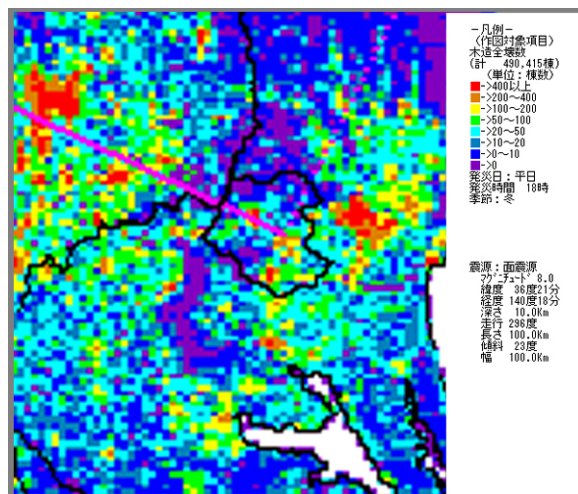 －凡例－
（作図対象項目）
木造全壊数
(計　490,415棟)
（単位：棟数）
->400以上
->200～400
->100～200
->50～100
->20～50
->10～20
->0～10
->0
発災日：平日
発災時間　18時
季節：冬
震源：面震源
マグニチュード 8.0
緯度　36度21分
経度　140度18分
深さ　10.0Km
走行　296度
長さ　100.0Km
傾斜　23度
幅　100.0Km